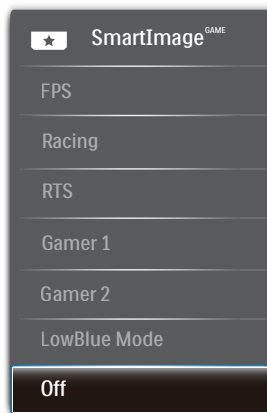 SmartImage GAME
FPS
Racing
RTS
Gamer 1
Gamer 2
LowBlue Mode
Off